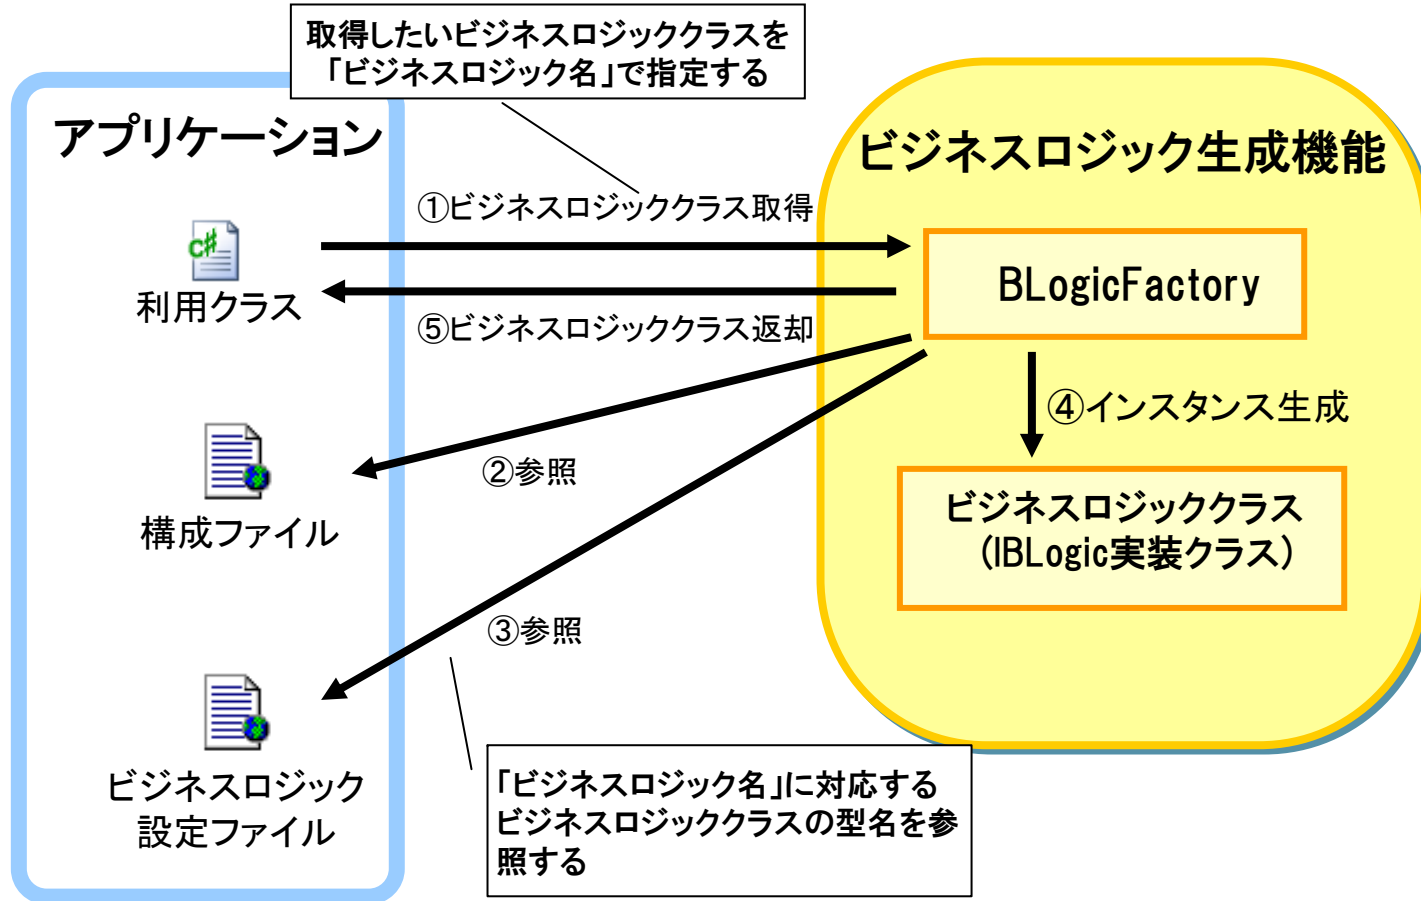 取得したいビジネスロジッククラスを
「ビジネスロジック名」で指定する
アプリケーション
ビジネスロジック生成機能
①ビジネスロジッククラス取得
C#
利用クラス
BLogicFactory
⑤ビジネスロジッククラス返却
④インスタンス生成
②参照
構成ファイル
ビジネスロジッククラス
(IBLogic実装クラス)
③参照
ビジネスロジック
設定ファイル
「ビジネスロジック名」に対応する
ビジネスロジッククラスの型名を参
照する